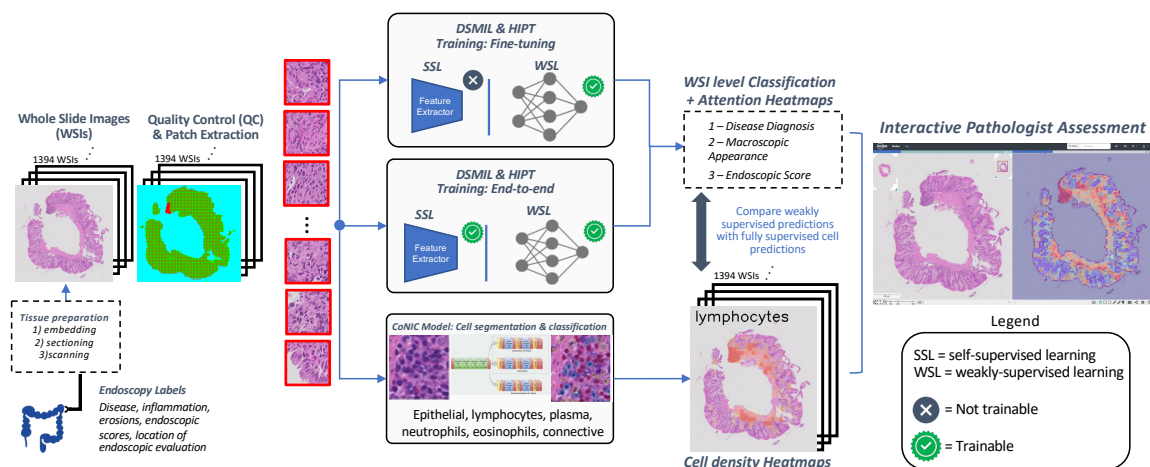 Whole Slide Images
(WSIs)
1394 WSIs
Quality Control (QC)
& Patch Extraction
1394 WSIs
Tissue preparation
1) embedding
2) sectioning
3)scanning
Endoscopy Labels
Disease, inflammation,
erosions, endoscopic
scores, location of
endoscopic evaluation
DSMIL & HIPT
Training: Fine-tuning
SSL
WSL
Feature
Extractor
DSMIL & HIPT
Training: End-to-end
SSL
WSL
Feature
Extractor
CoNIC Model: Cell segmentation & classification
Epithelial, lymphocytes, plasma,
neutrophils, eosinophils, connective
WSI level Classification
+ Attention Heatmaps
1 – Disease Diagnosis
2 – Macroscopic
Appearance
3 – Endoscopic Score
Compare weakly
supervised predictions
with fully supervised cell
predictions
1394 WSIs
lymphocytes
Cell density Heatmaps
Interactive Pathologist Assessment
Legend
SSL = self-supervised learning
WSL = weakly-supervised learning
= Not trainable
= Trainable